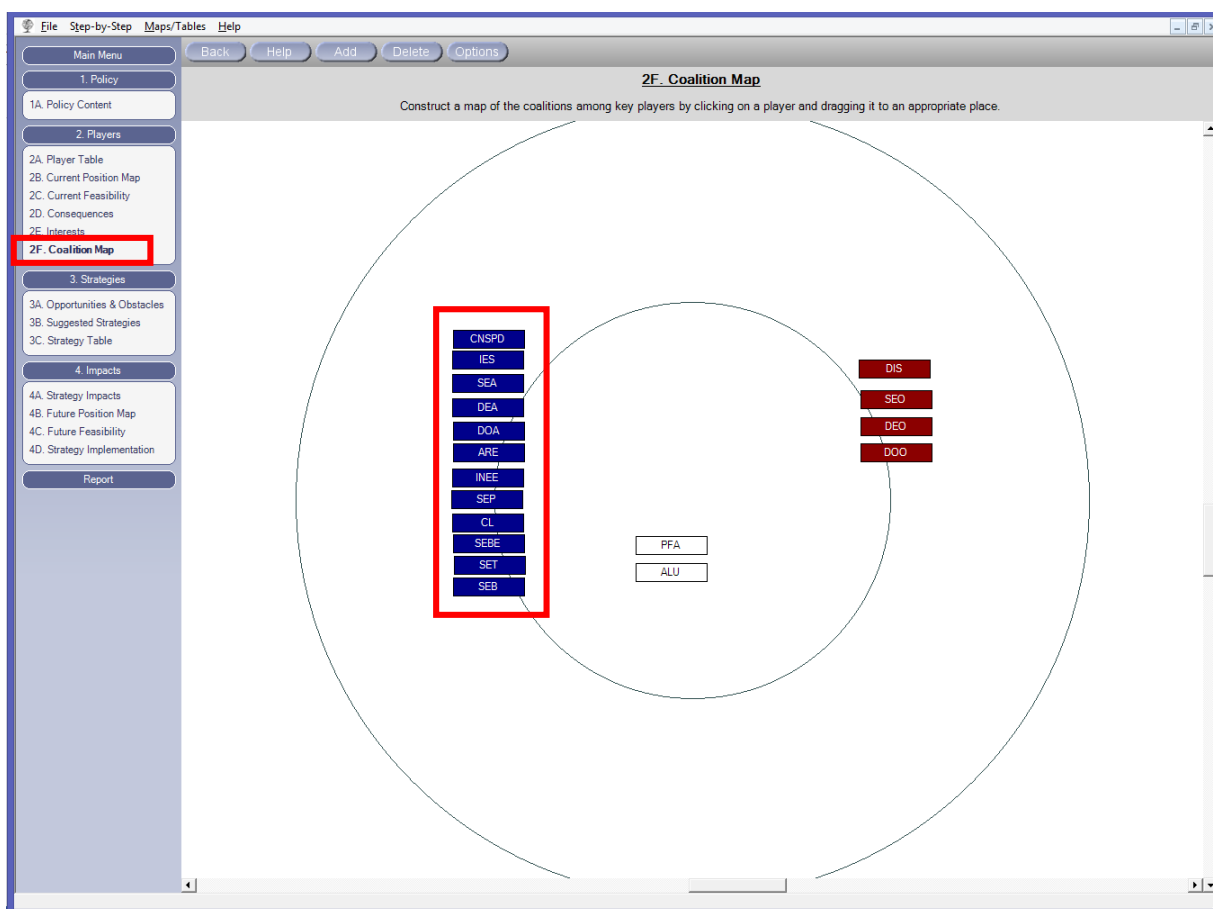 File Step-by-Step Maps/Tables Help
Main Menu
Back Help Add Delete Options
1. Policy
1A. Policy Content
2. Players
2A. Player Table
2B. Current Position Map
2C. Current Feasibility
2D. Consequences
2E. Interests
2F. Coalition Map
3. Strategies
3A. Opportunities & Obstacles
3B. Suggested Strategies
3C. Strategy Table
4. Impacts
4A. Strategy Impacts
4B. Future Position Map
4C. Future Feasibility
4D. Strategy Implementation
Report
2F. Coalition Map
Construct a map of the coalitions among key players by clicking on a player and dragging it to an appropriate place.
CNSPD
IES
SEA
DEA
DOA
ARE
INEE
SEP
CL
SEBE
SET
SEB
PFA
ALU
DIS
SEO
DEO
DOO